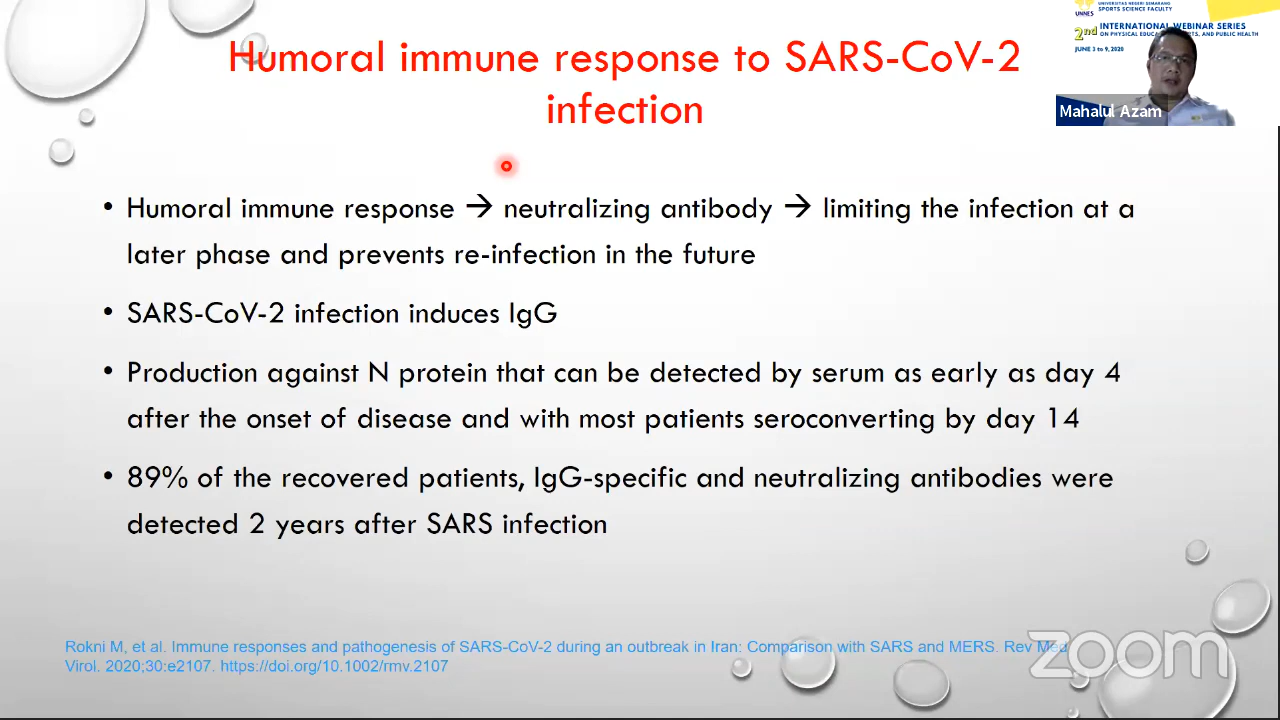 UNIVERSITAS NEGERI SEMARANG
SPORTS SCIENCE FACULTY
UNNES
2nd INTERNATIONAL WEBINAR SERIES
JUNE 3 to 9, 2020
Mahalul Azam
Humoral immune response to SARS-CoV-2
infection
• Humoral immune response → neutralizing antibody → limiting the infection at a
later phase and prevents re-infection in the future
• SARS-CoV-2 infection induces IgG
• Production against N protein that can be detected by serum as early as day 4
after the onset of disease and with most patients seroconverting by day 14
• 89% of the recovered patients, IgG-specific and neutralizing antibodies were
detected 2 years after SARS infection
Rokni M, et al. Immune responses and pathogenesis of SARS-CoV-2 during an outbreak in Iran: Comparison with SARS and MERS. Rev Med
Virol. 2020;30:e2107. https://doi.org/10.1002/rmv.2107
zoom